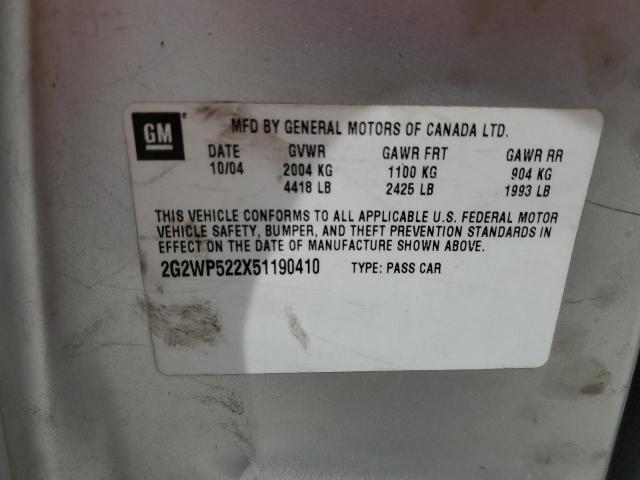 GM
MFD BY GENERAL MOTORS OF CANADA LTD.
DATE GVWR GAWR FRT GAWR RR
10/04 2004 KG 1100 KG 904 KG
4418 LB 2425 LB 1993 LB
THIS VEHICLE CONFORMS TO ALL APPLICABLE U.S. FEDERAL MOTOR
VEHICLE SAFETY, BUMPER, AND THEFT PREVENTION STANDARDS IN
EFFECT ON THE DATE OF MANUFACTURE SHOWN ABOVE.
2G2WP522X51190410 TYPE: PASS CAR